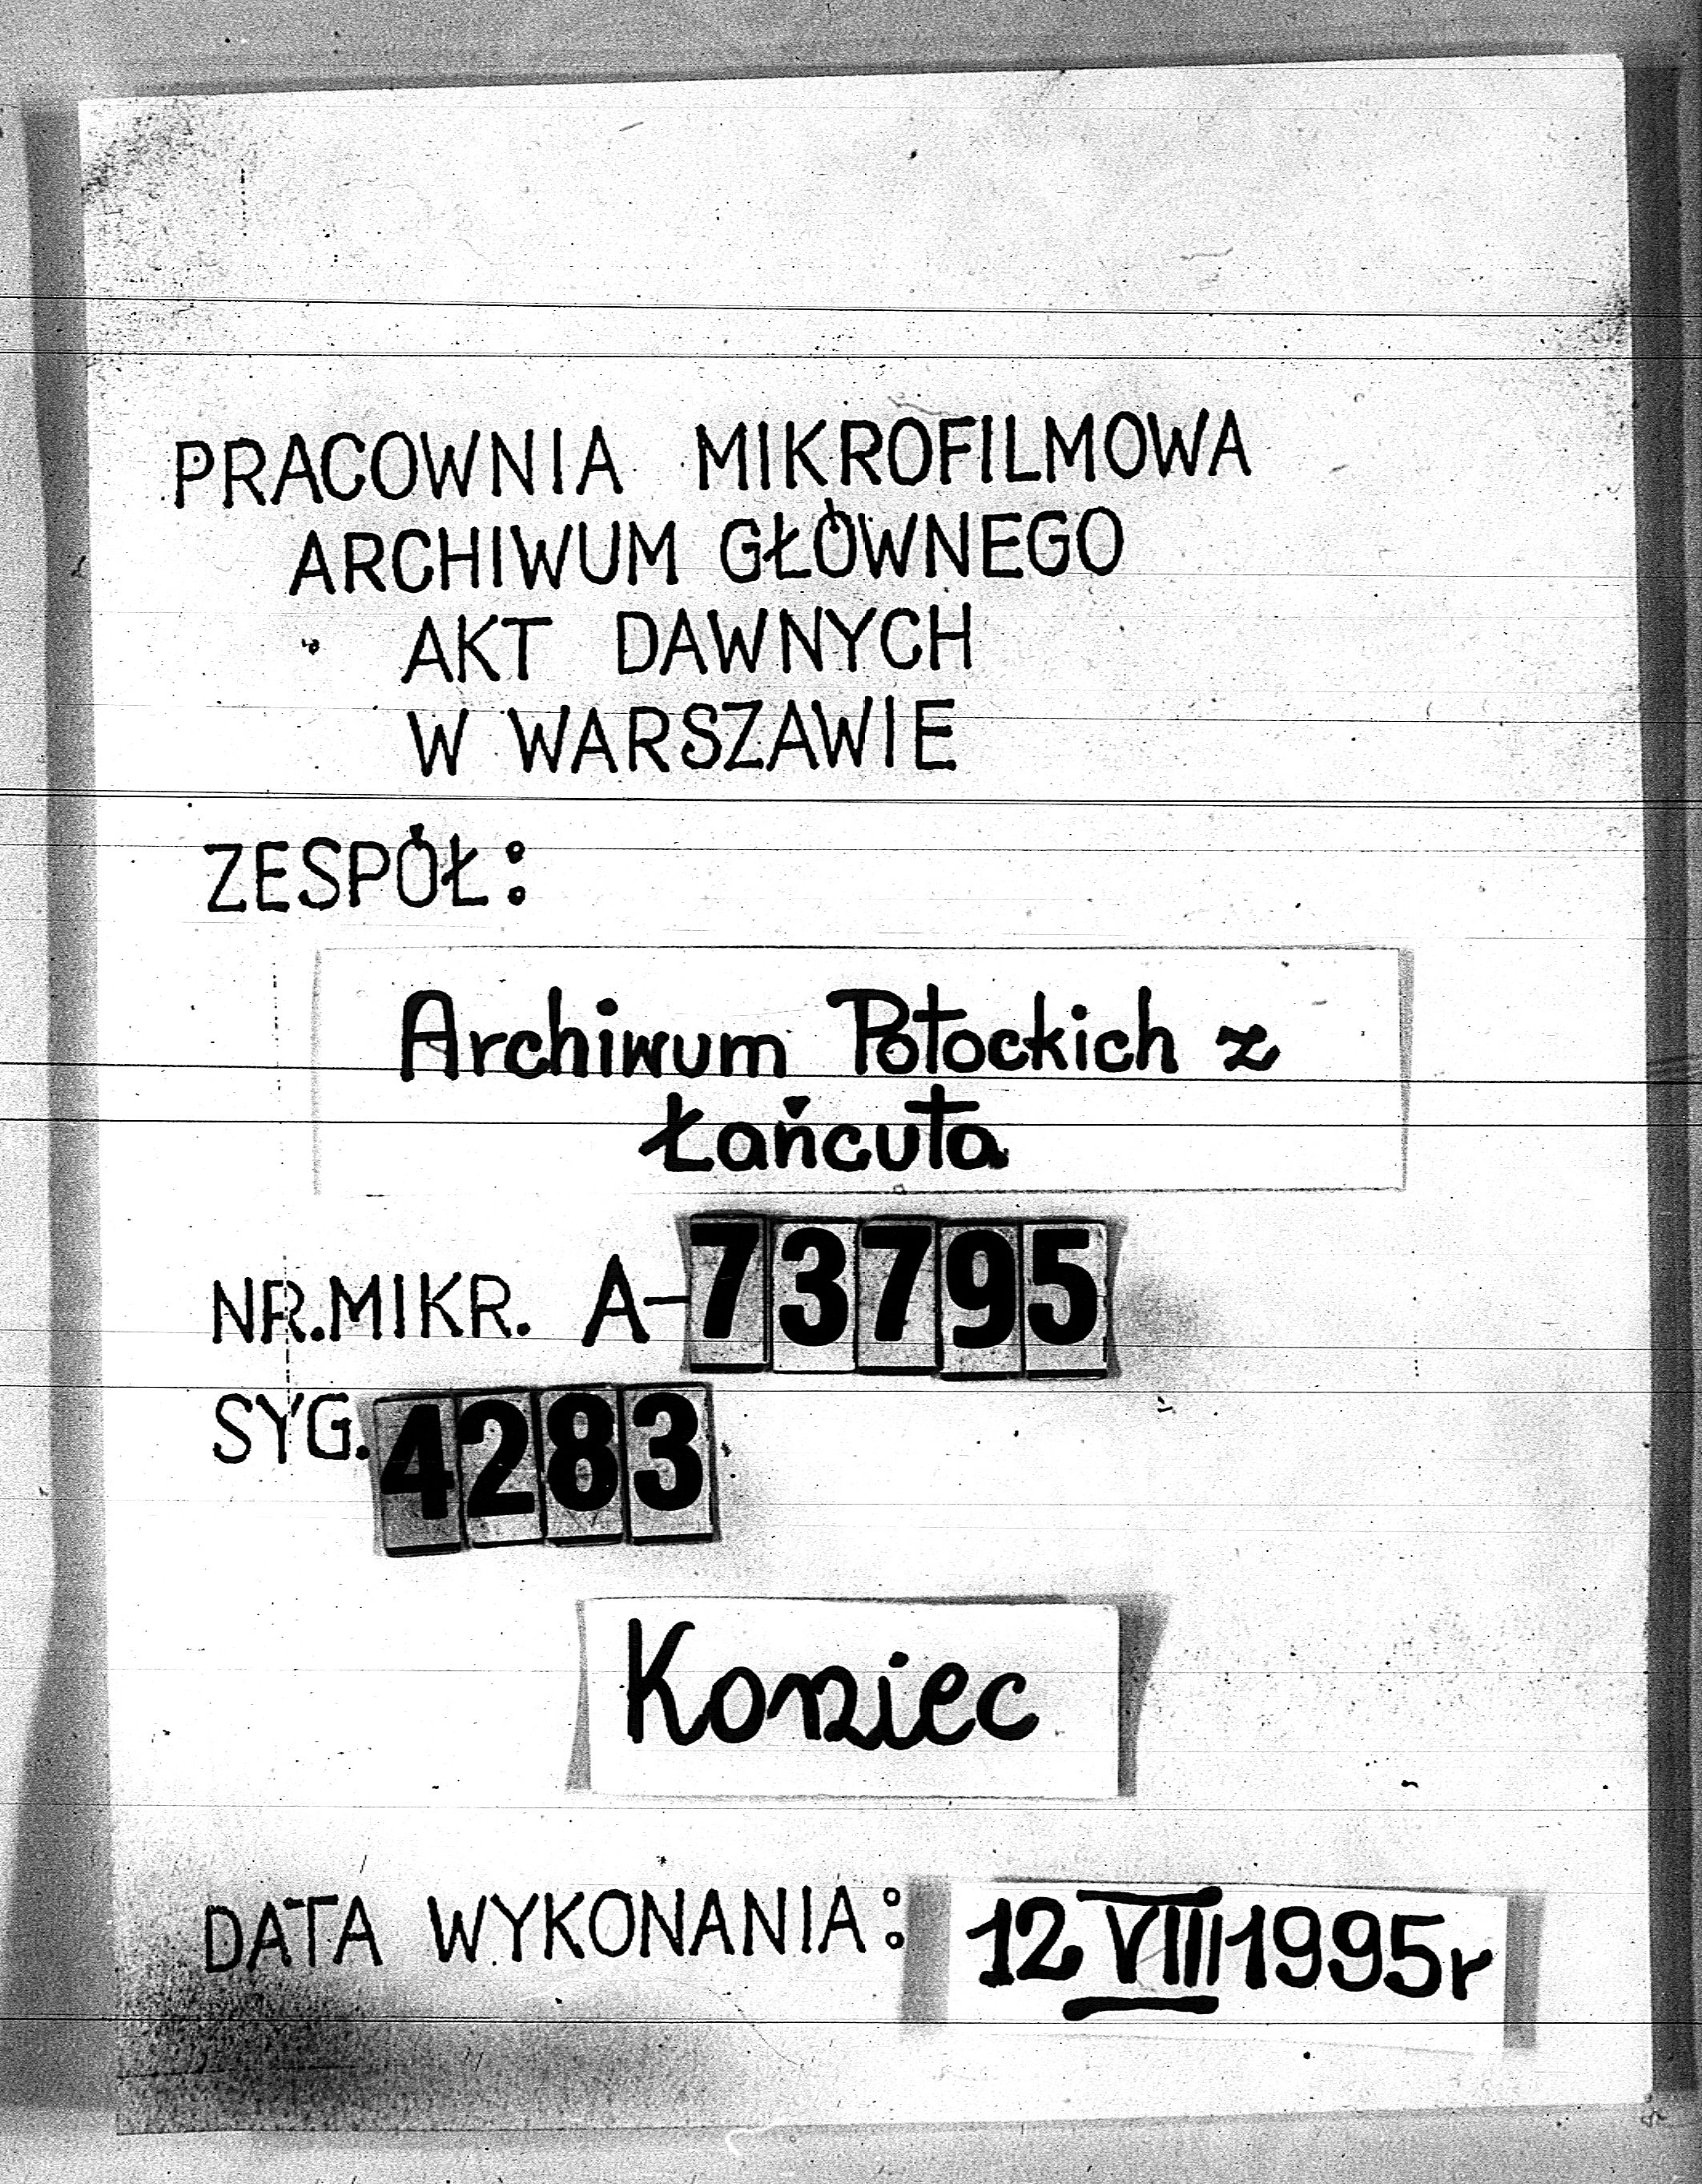 PRACOWNIA MIKROFILMOWA
ARCHIWUM GŁÓWNEGO
AKT DAWNYCH
W WARSZAWIE
ZESPÓŁ:
Archiwum Potockich z
Łańcuta
NR.MIKR. A-73795
SYG. 4283
Koniec
DATA WYKONANIA: 12 VIII 1995r